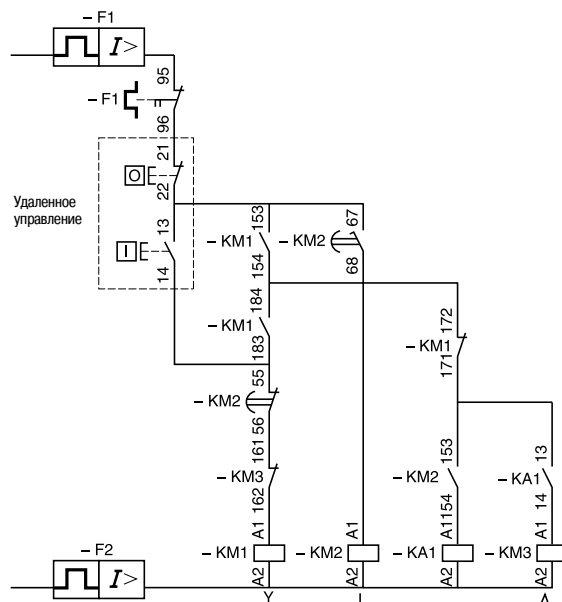 – F1
I >
95
– F1
96
21
O
22
Удаленное
управление
13
I
14
153
– KM1
154
67
– KM2
68
184
– KM1
183
172
– KM1
171
55
– KM2
56
161
– KM3
162
153
– KM2
154
13
– KA1
14
– F2
I >
A1
– KM1
A2
A1
– KM2
A2
A1
– KA1
A2
A1
– KM3
A2